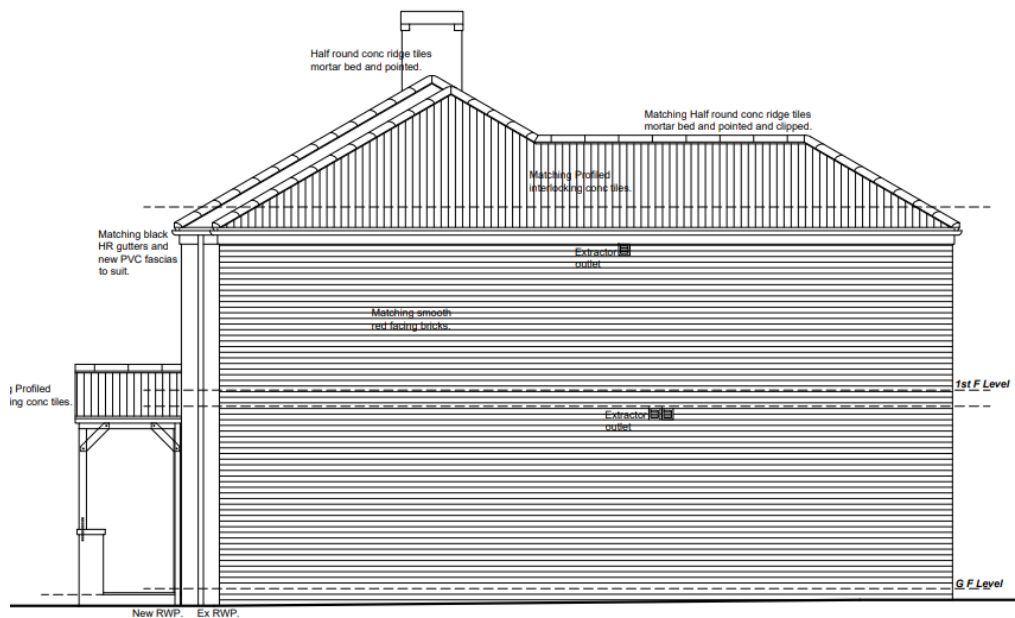 Half round conc ridge tiles
mortar bed and pointed.
Matching Half round conc ridge tiles
mortar bed and pointed and clipped.
Matching Profiled
interlocking conc tiles.
Matching black
HR gutters and
new PVC fascias
to suit.
Extractor
outlet
Matching smooth
red facing bricks.
Profiled
conc tiles.
1st F Level
Extractor
outlet
G F Level
New RWP.
Ex RWP.